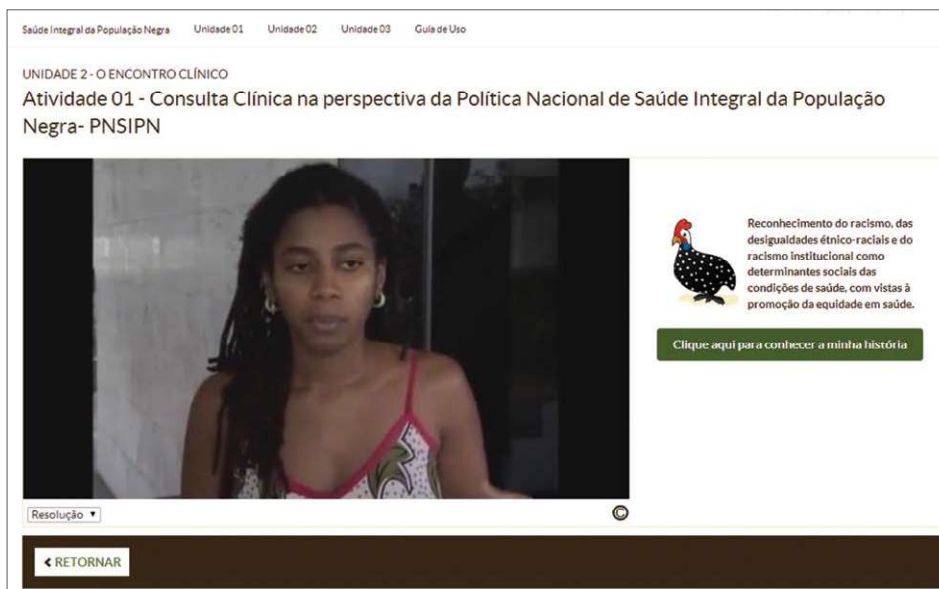 Saúde Integral da População Negra Unidade 01 Unidade 02 Unidade 03 Guia de Uso
UNIDADE 2 - O ENCONTRO CLÍNICO
Atividade 01 - Consulta Clínica na perspectiva da Política Nacional de Saúde Integral da População
Negra- PNSIPN
Reconhecimento do racismo, das
desigualdades étnico-raciais e do
racismo institucional como
determinantes sociais das
condições de saúde, com vistas à
promoção da equidade em saúde.
Clique aqui para conhecer a minha história
Resolução ▼
©
< RETORNAR